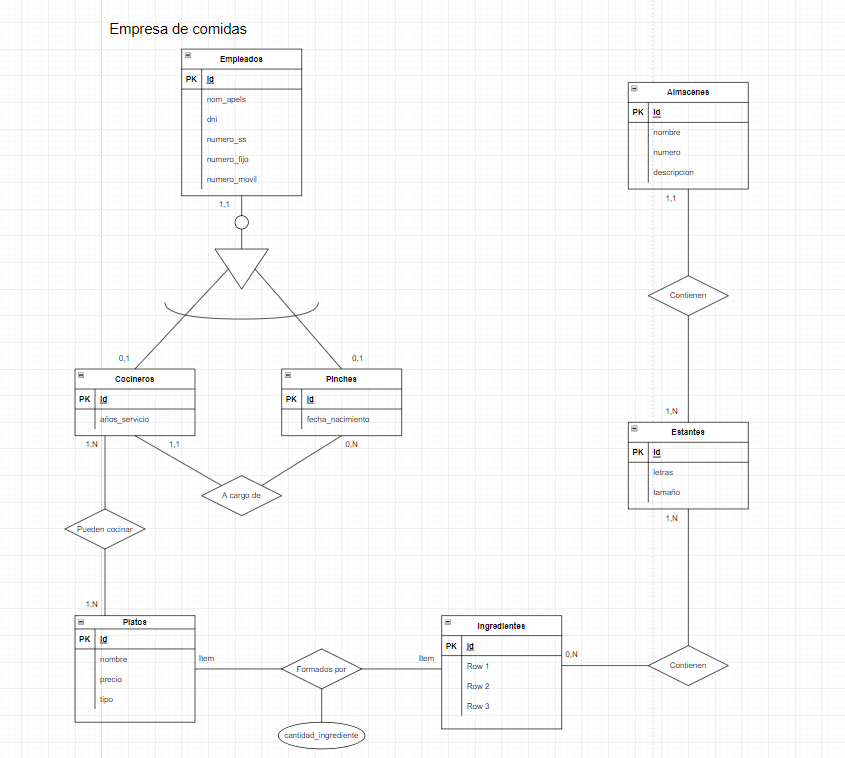 Empresa de comidas
Empleados
PK Id
nom_apels
dni
numero_ss
numero_fijo
numero_movil
1,1
0,1
0,1
Cocineros
PK Id
años_servicio
Pinches
PK Id
fecha_nacimiento
1,N
1,1
0,N
A cargo de
Pueden cocinar
1,N
Platos
PK Id
nombre
precio
tipo
Item
Formados por
Item
cantidad_ingrediente
Ingredientes
PK Id
Row 1
Row 2
Row 3
0,N
Contienen
Almacenes
PK Id
nombre
numero
descripcion
1,1
Contienen
1,N
Estantes
PK Id
letras
tamaño
1,N